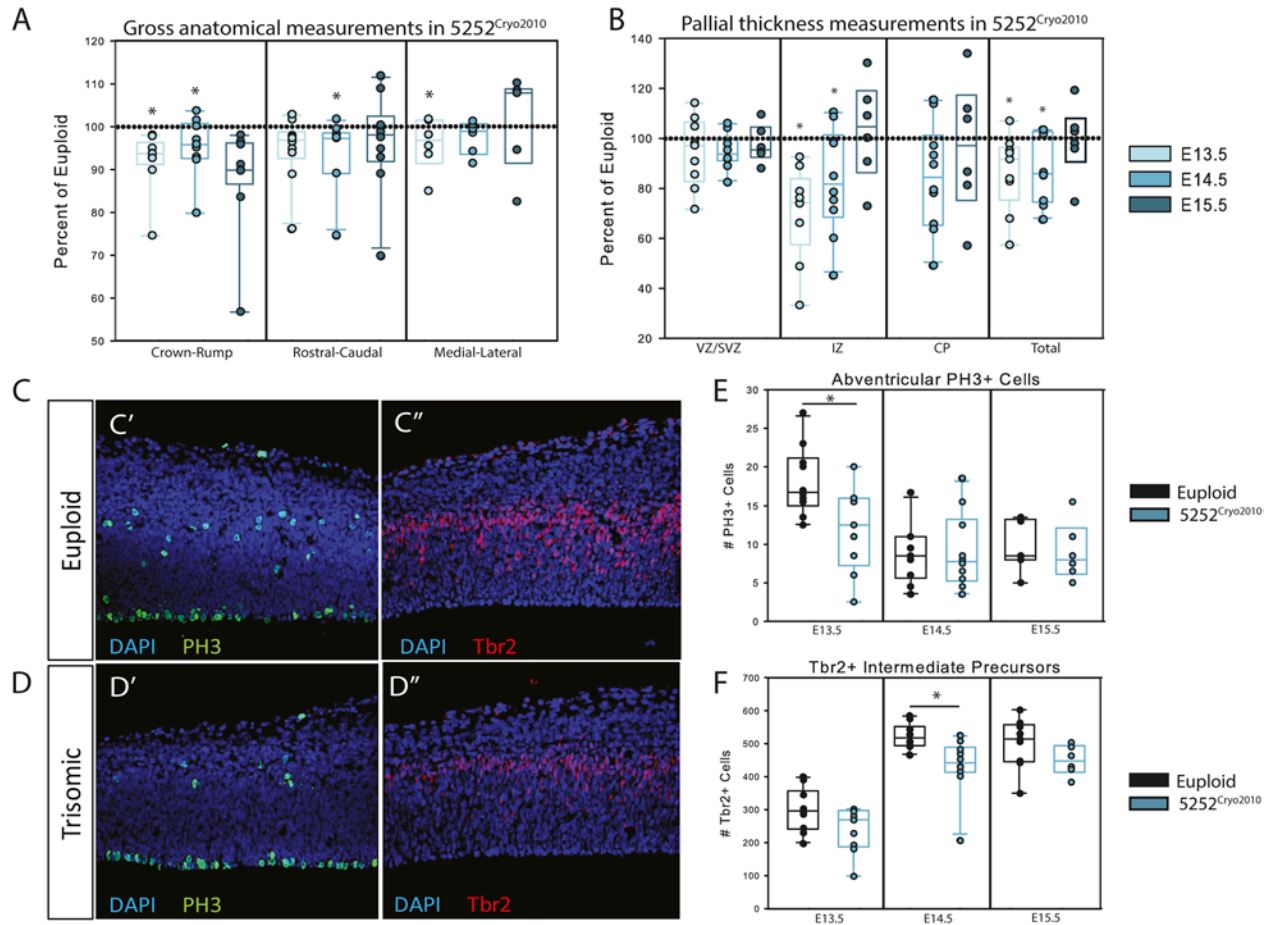 A
Gross anatomical measurements in 5252Cryo2010
Percent of Euploid
120
110
100
90
80
70
60
50
* * * *
Crown-Rump Rostral-Caudal Medial-Lateral
B
Pallial thickness measurements in 5252Cryo2010
Percent of Euploid
140
120
100
80
60
40
20
* * * *
VZ/SVZ IZ CP Total
E13.5
E14.5
E15.5
C
Euploid
C' C"
DAPI PH3 DAPI Tbr2
D
Trisomic
D' D"
DAPI PH3 DAPI Tbr2
E
Abventricular PH3+ Cells
# PH3+ Cells
30
25
20
15
10
5
0
*
E13.5 E14.5 E15.5
Euploid
5252Cryo2010
F
Tbr2+ Intermediate Precursors
# Tbr2+ Cells
700
600
500
400
300
200
100
0
*
E13.5 E14.5 E15.5
Euploid
5252Cryo2010